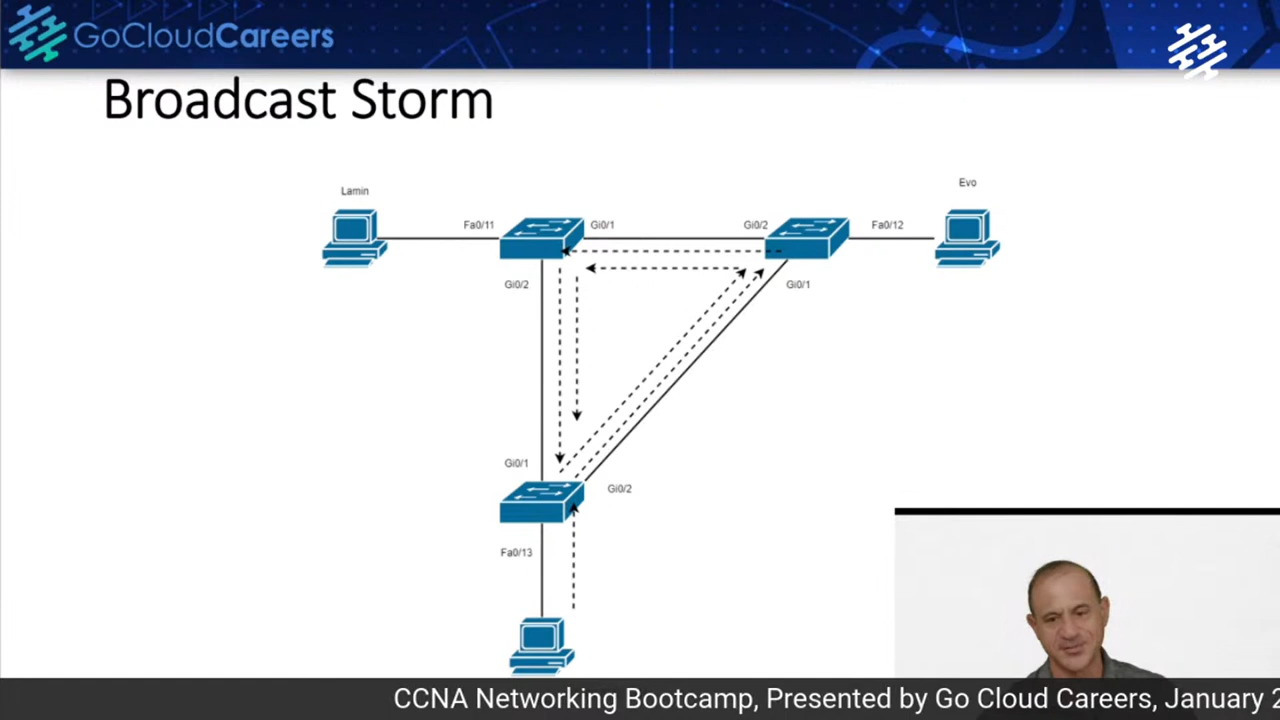 GoCloudCareers
Broadcast Storm
Lamin
Evo
Fa0/11
Gi0/1
Gi0/2
Fa0/12
Gi0/2
Gi0/1
Gi0/1
Gi0/2
Fa0/13
CCNA Networking Bootcamp, Presented by Go Cloud Careers, January